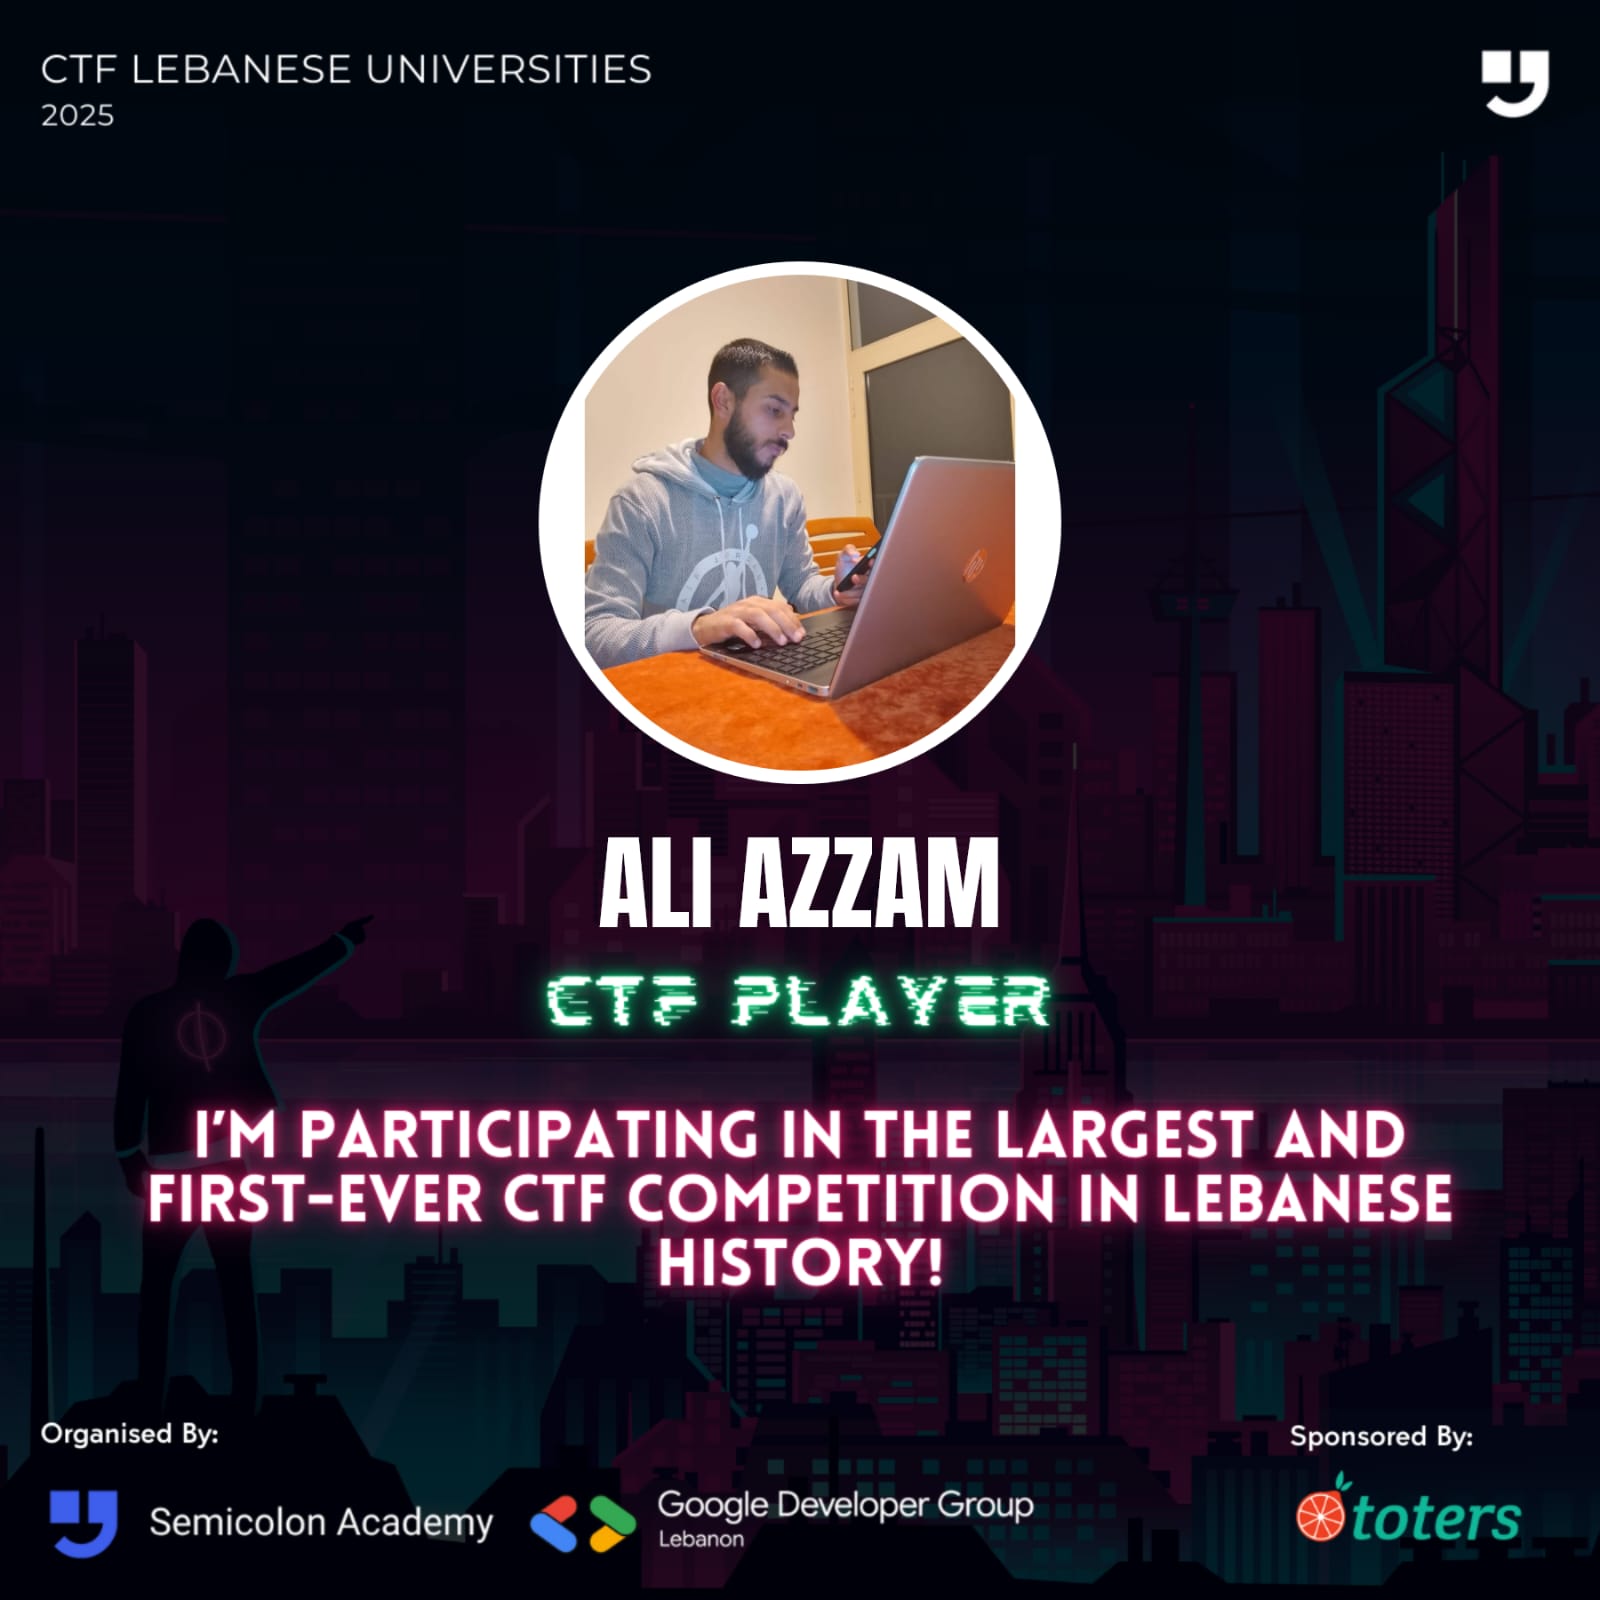 CTF LEBANESE UNIVERSITIES
2025
ALI AZZAM
CTF PLAYER
I'M PARTICIPATING IN THE LARGEST AND
FIRST-EVER CTF COMPETITION IN LEBANESE
HISTORY!
Organised By:
Semicolon Academy
Google Developer Group
Lebanon
Sponsored By:
toters